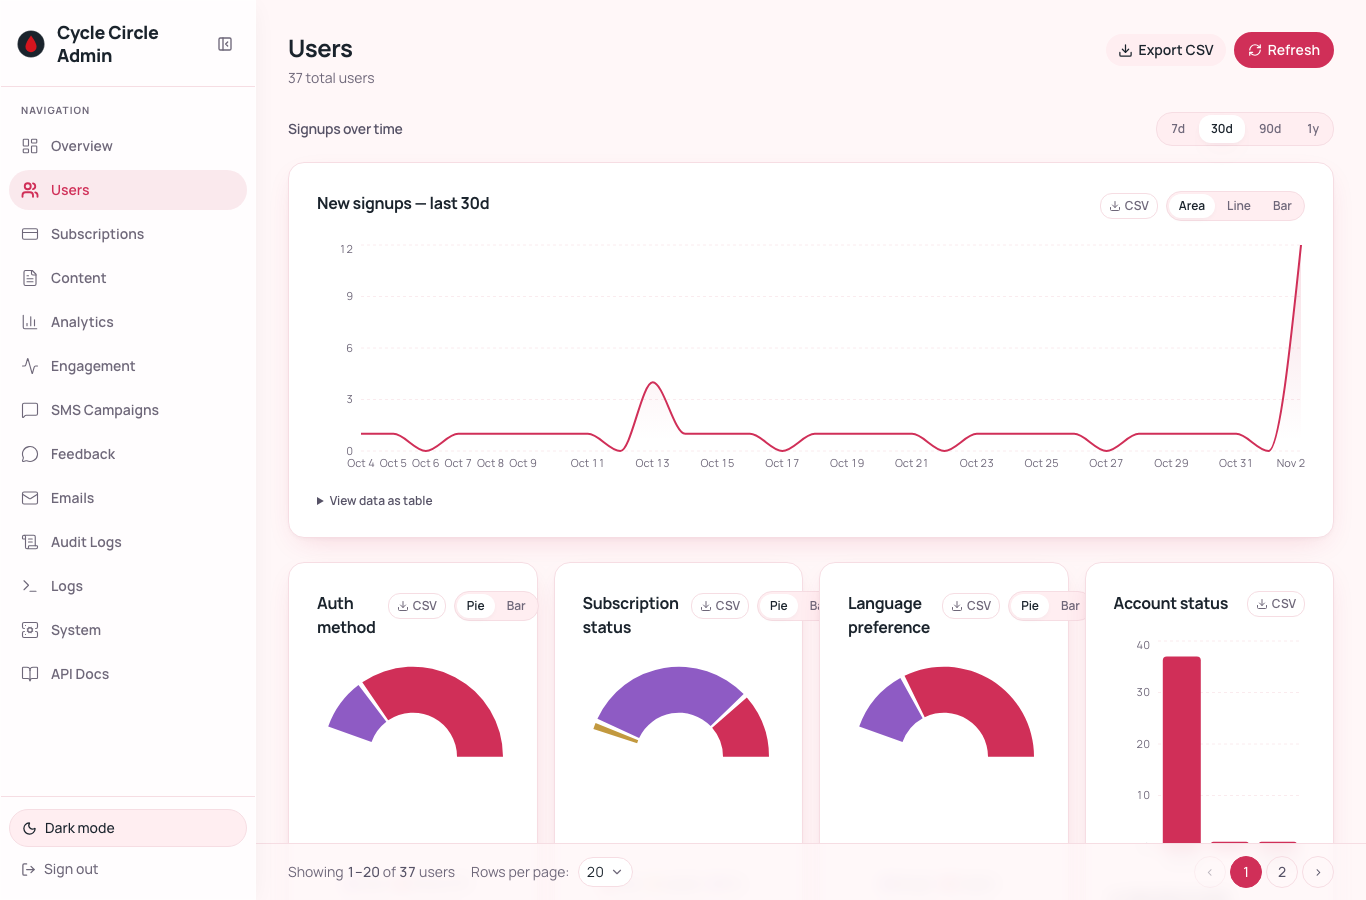 Cycle Circle
Admin
NAVIGATION
Overview
Users
Subscriptions
Content
Analytics
Engagement
SMS Campaigns
Feedback
Emails
Audit Logs
Logs
System
API Docs
Dark mode
Sign out
Users
37 total users
Export CSV
Refresh
Signups over time
7d 30d 90d 1y
New signups — last 30d
CSV
Area Line Bar
12
9
6
3
0
Oct 4 Oct 5 Oct 6 Oct 7 Oct 8 Oct 9 Oct 11 Oct 13 Oct 15 Oct 17 Oct 19 Oct 21 Oct 23 Oct 25 Oct 27 Oct 29 Oct 31 Nov 2
View data as table
Auth
method
CSV
Pie Bar
Subscription
status
CSV
Pie
Language
preference
CSV
Pie Bar
Account status
CSV
40
30
20
10
Showing 1–20 of 37 users
Rows per page: 20
1 2